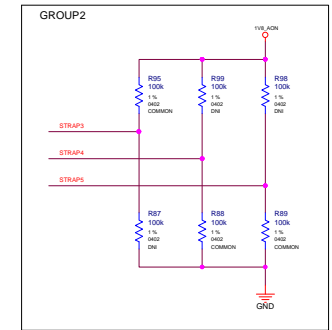 GROUP2
1V8_AON
R95
100k
1 %
0402
COMMON
R99
100k
1 %
0402
DNI
R98
100k
1 %
0402
DNI
STRAP3
STRAP4
STRAP5
R87
100k
1 %
0402
DNI
R88
100k
1 %
0402
COMMON
R89
100k
1 %
0402
COMMON
GND